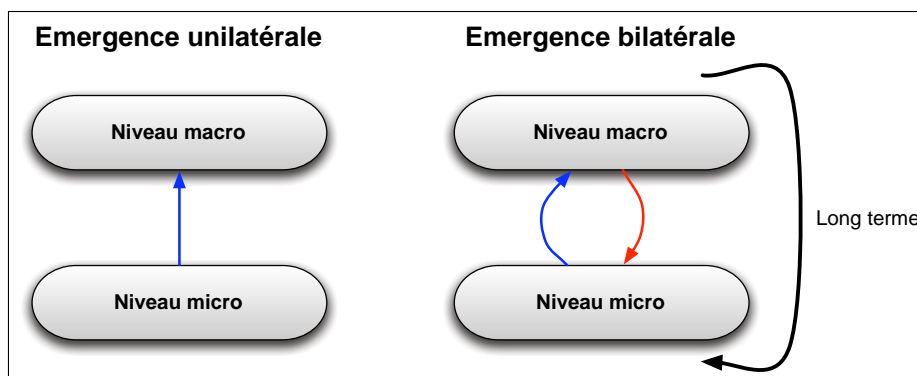 Emergence unilatérale
Emergence bilatérale
Niveau macro
Niveau macro
Long terme
Niveau micro
Niveau micro